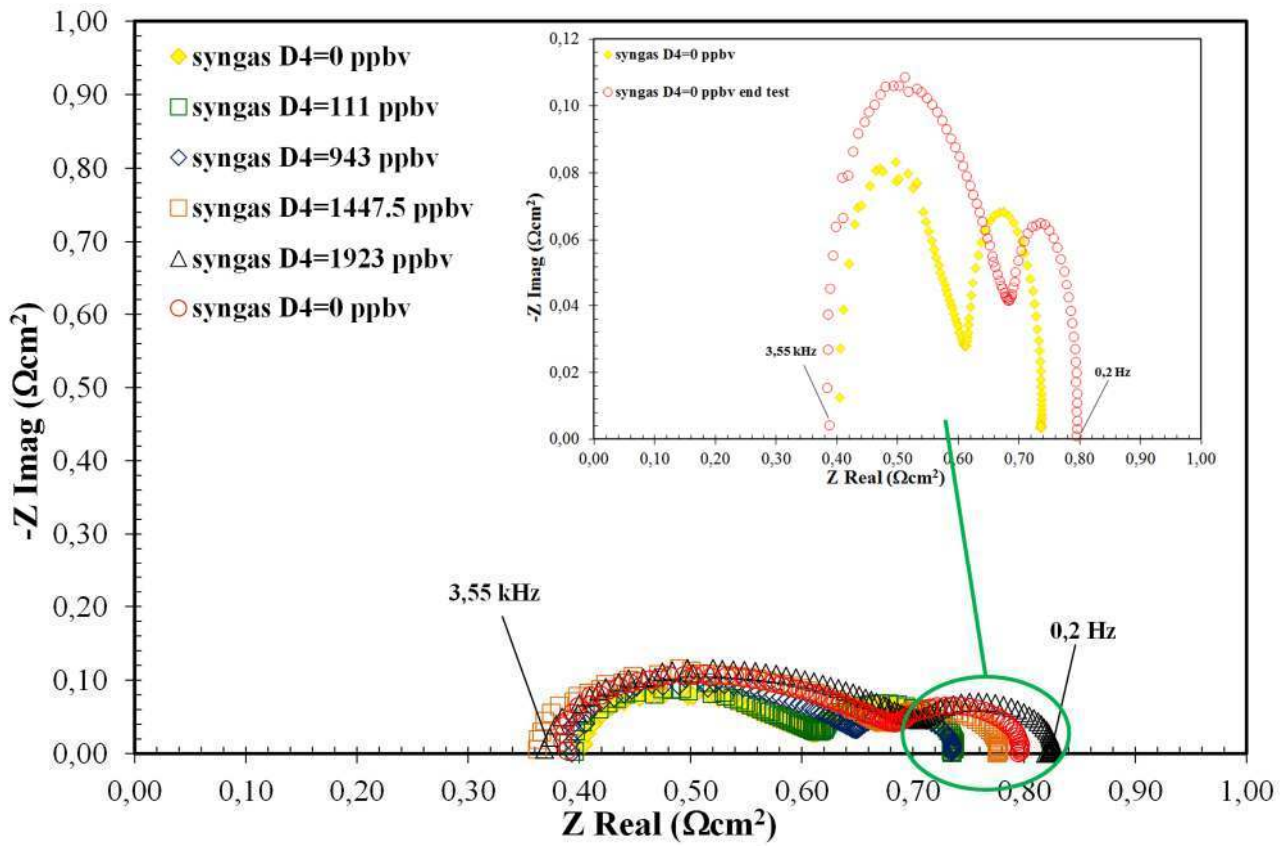 1,00
0,90
0,80
0,70
0,60
0,50
0,40
0,30
0,20
0,10
0,00
-Z Imag (Ωcm²)
syngas D4=0 ppbv
syngas D4=111 ppbv
syngas D4=943 ppbv
syngas D4=1447.5 ppbv
syngas D4=1923 ppbv
syngas D4=0 ppbv
0,12
0,10
0,08
0,06
0,04
0,02
0,00
-Z Imag (Ωcm²)
syngas D4=0 ppbv
syngas D4=0 ppbv end test
3,55 kHz
0,2 Hz
0,00 0,10 0,20 0,30 0,40 0,50 0,60 0,70 0,80 0,90 1,00
Z Real (Ωcm²)
3,55 kHz
0,2 Hz
0,00 0,10 0,20 0,30 0,40 0,50 0,60 0,70 0,80 0,90 1,00
Z Real (Ωcm²)